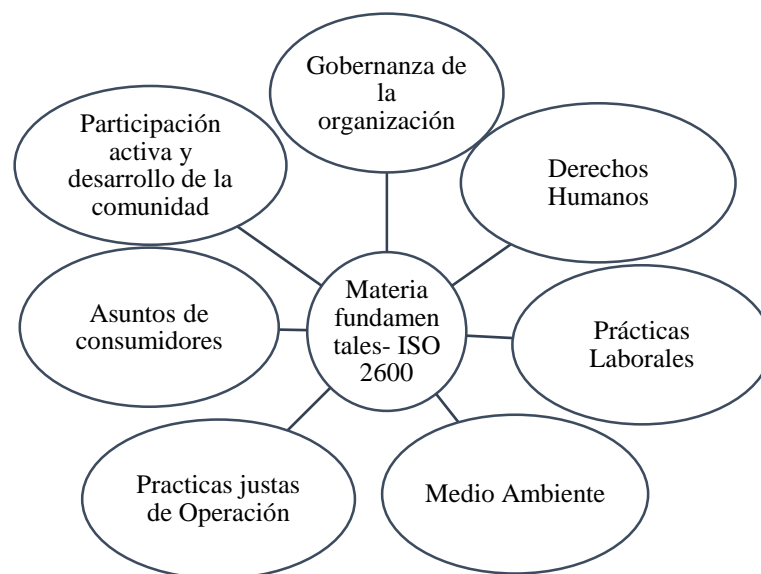 Gobernanza de
la
organización
Derechos
Humanos
Prácticas
Laborales
Medio Ambiente
Practicas justas
de Operación
Asuntos de
consumidores
Participación
activa y
desarrollo de la
comunidad
Materia
fundamen
tales- ISO
2600